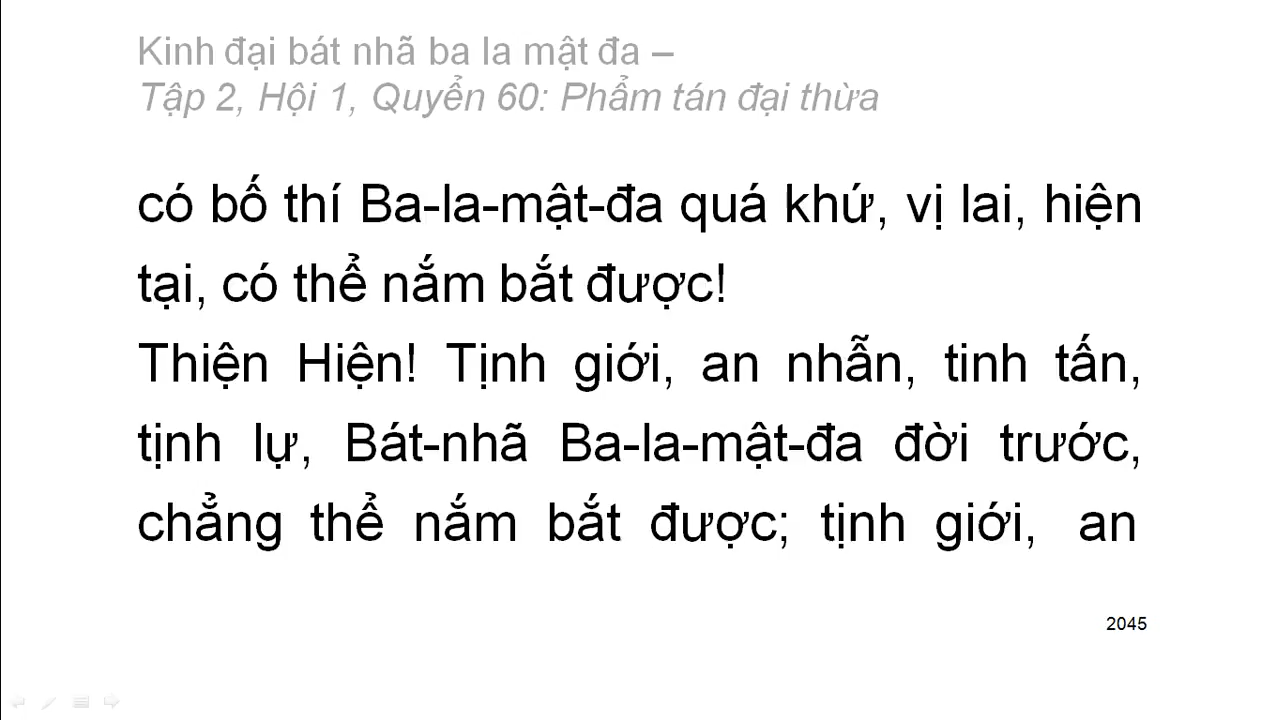 Kinh đại bát nhã ba la mật đa –
Tập 2, Hội 1, Quyển 60: Phẩm tán đại thừa
có bố thí Ba-la-mật-đa quá khứ, vị lai, hiện
tại, có thể nắm bắt được!
Thiện Hiện! Tịnh giới, an nhẫn, tinh tấn,
tịnh lự, Bát-nhã Ba-la-mật-đa đời trước,
chẳng thể nắm bắt được; tịnh giới, an
2045